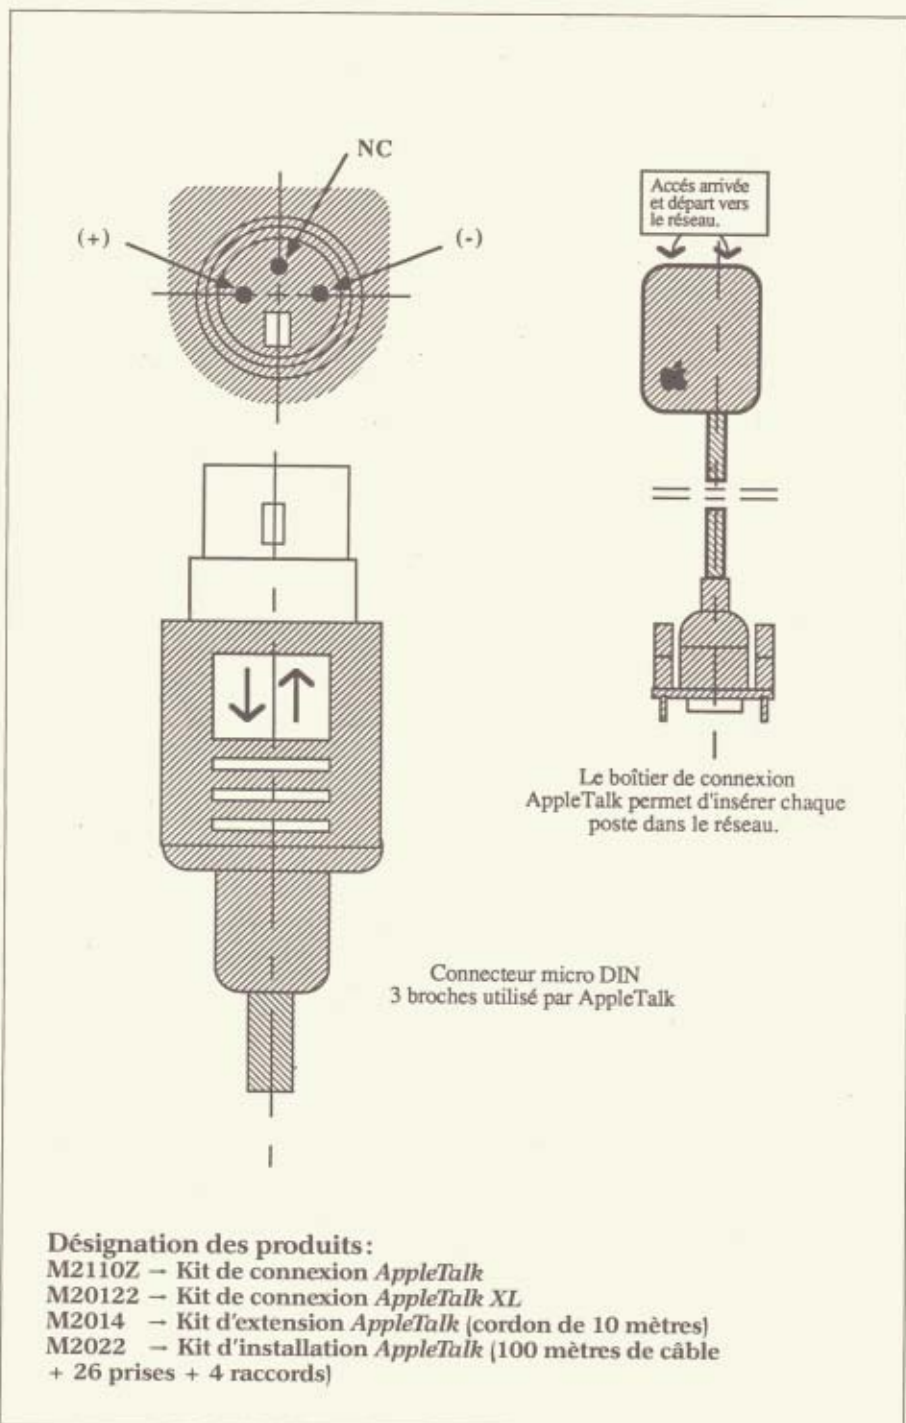 NC
(+)
(-)
Accés arrivée
et départ vers
le réseau.
Le boîtier de connexion
AppleTalk permet d'insérer chaque
poste dans le réseau.
Connecteur micro DIN
3 broches utilisé par AppleTalk
Désignation des produits:
M2110Z → Kit de connexion AppleTalk
M20122 → Kit de connexion AppleTalk XL
M2014 → Kit d'extension AppleTalk (cordon de 10 mètres)
M2022 → Kit d'installation AppleTalk (100 mètres de câble
+ 26 prises + 4 raccords)